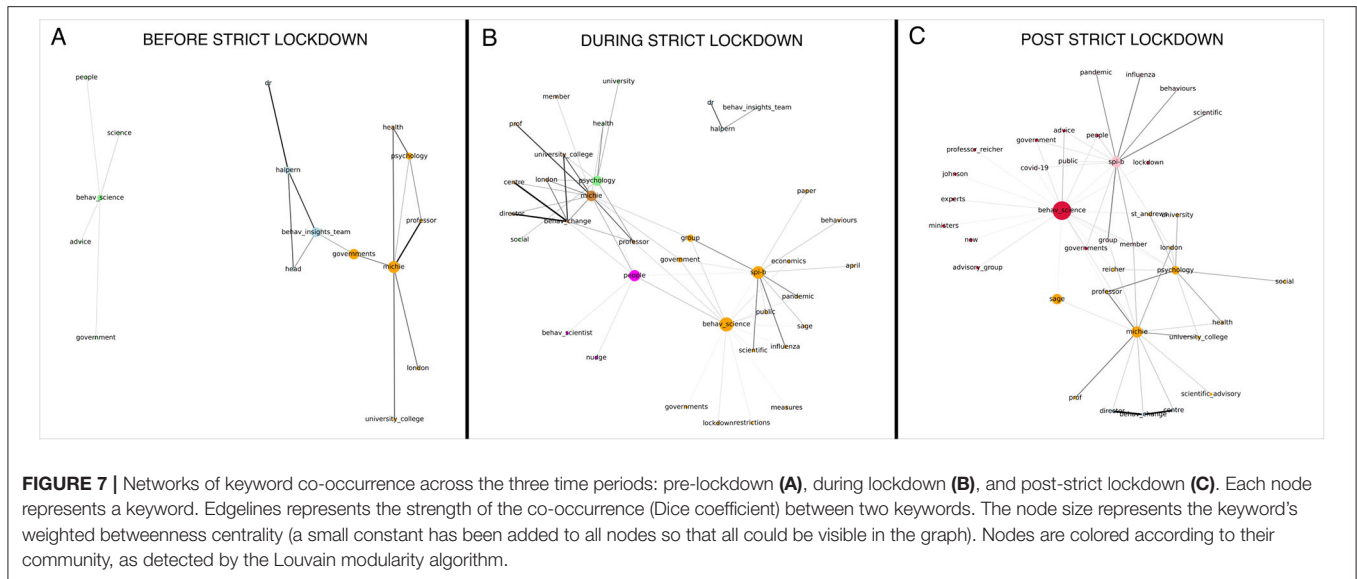 A
BEFORE STRICT LOCKDOWN
people
science
behav_science
advice
government
dr
halpern
behav_insights_team
head
governments
health
psychology
professor
michie
london
university_college
B
DURING STRICT LOCKDOWN
university
member
prof
health
university_college
london
psychology
centre
michie
director
behav_change
social
professor
people
behav_scientist
nudge
dr
behav_insights_team
halpern
group
government
paper
behaviours
economics
spi-b
april
pandemic
public
sage
behav_science
scientific
influenza
governments
measures
lockdown
restrictions
C
POST STRICT LOCKDOWN
pandemic
influenza
behaviours
scientific
advice
people
government
professor_reicher
public
spi-b
lockdown
covid-19
johnson
experts
behav_science
ministers
st_andrews
university
now
group
member
governments
london
advisory_group
reicher
psychology
social
professor
sage
michie
health
university_college
prof
scientific_advisory
director
behav_change
centre
FIGURE 7 | Networks of keyword co-occurrence across the three time periods: pre-lockdown (A), during lockdown (B), and post-strict lockdown (C). Each node
represents a keyword. Edgelines represents the strength of the co-occurrence (Dice coefficient) between two keywords. The node size represents the keyword's
weighted betweenness centrality (a small constant has been added to all nodes so that all could be visible in the graph). Nodes are colored according to their
community, as detected by the Louvain modularity algorithm.